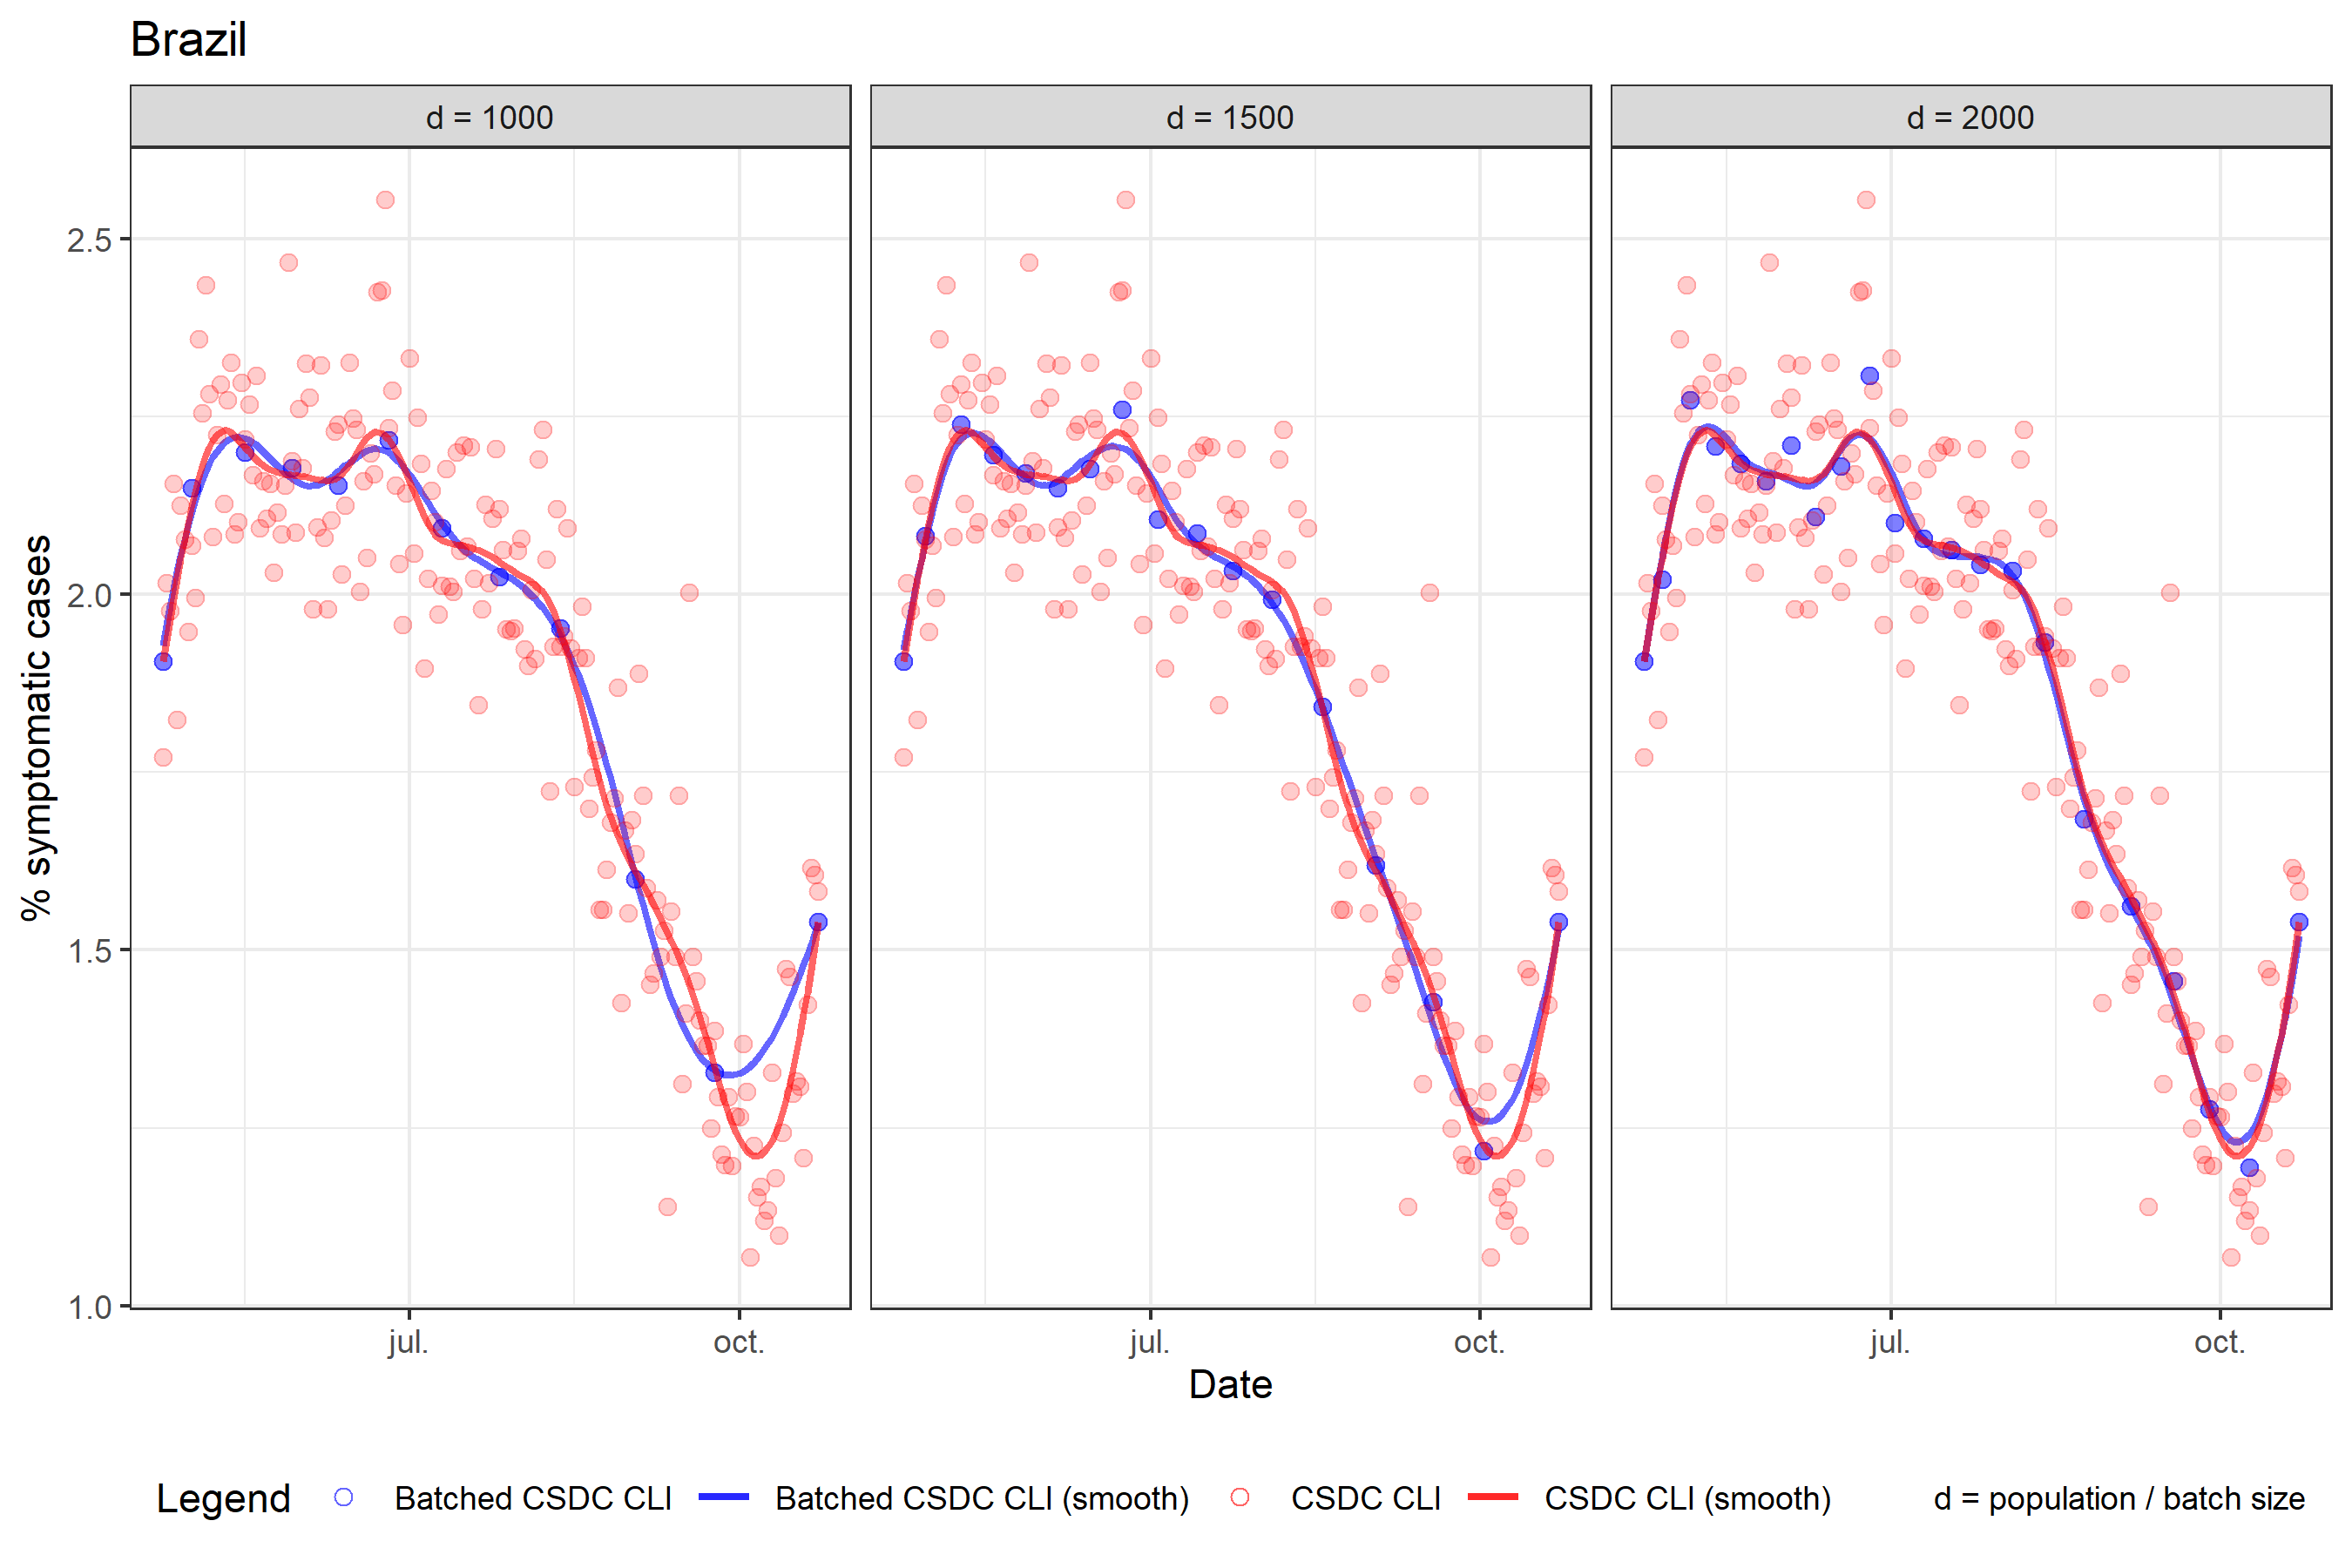 Brazil
d = 1000
d = 1500
d = 2000
% symptomatic cases
2.5
2.0
1.5
1.0
jul.
oct.
jul.
oct.
jul.
oct.
Date
Legend
Batched CSDC CLI
Batched CSDC CLI (smooth)
CSDC CLI
CSDC CLI (smooth)
d = population / batch size